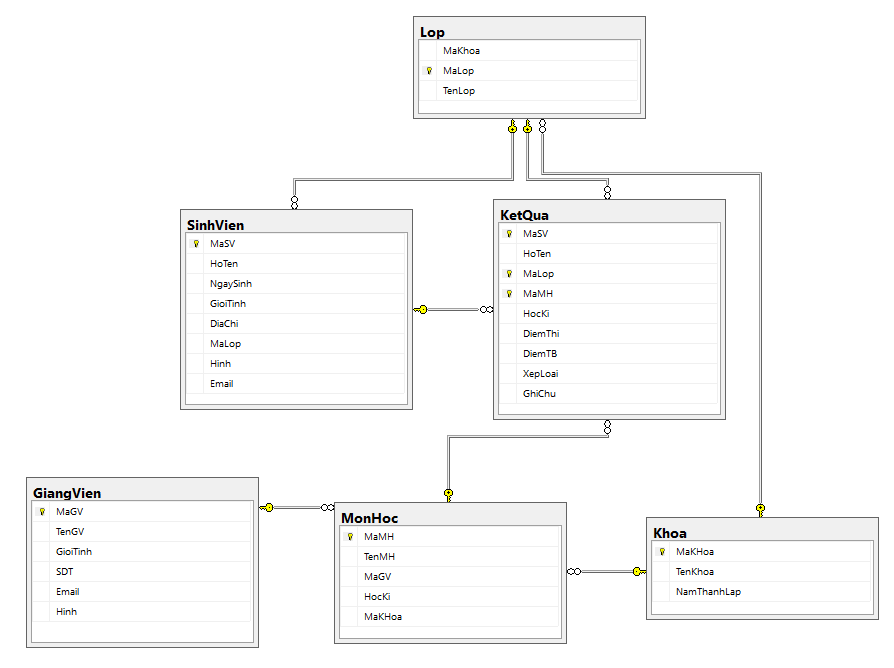 Lop
MaKhoa
MaLop
TenLop
SinhVien
MaSV
HoTen
NgaySinh
GioiTinh
DiaChi
MaLop
Hinh
Email
KetQua
MaSV
HoTen
MaLop
MaMH
HocKi
DiemThi
DiemTB
XepLoai
GhiChu
GiangVien
MaGV
TenGV
GioiTinh
SDT
Email
Hinh
MonHoc
MaMH
TenMH
MaGV
HocKi
MaKHoa
Khoa
MaKHoa
TenKhoa
NamThanhLap